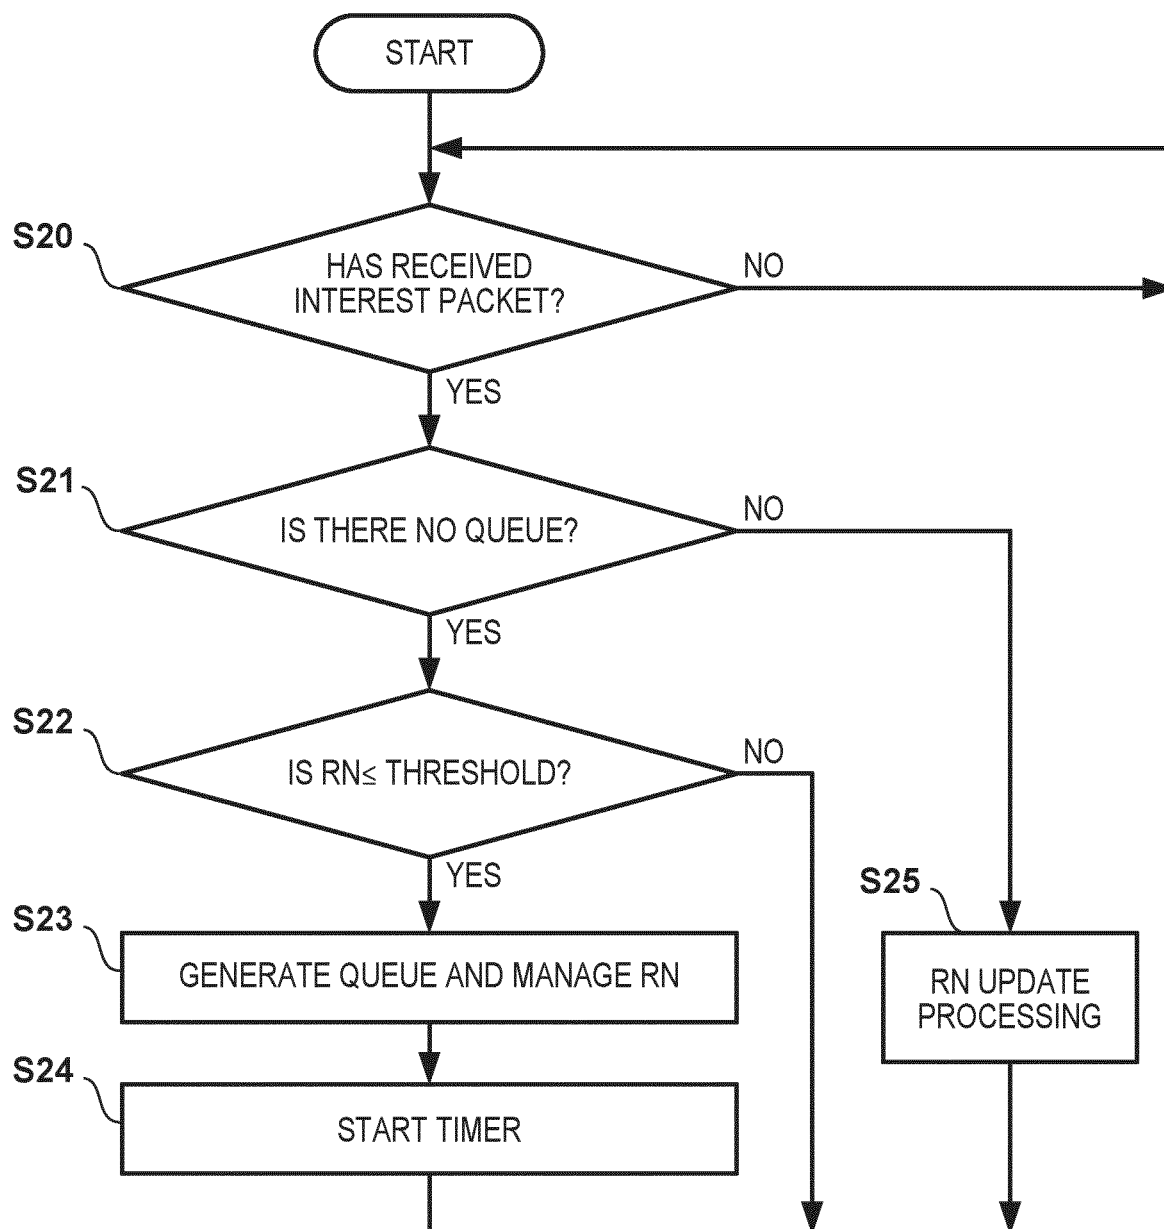 START
S20
HAS RECEIVED
INTEREST PACKET?
NO
YES
S21
IS THERE NO QUEUE?
NO
YES
S22
IS RN≤ THRESHOLD?
NO
YES
S23
GENERATE QUEUE AND MANAGE RN
S25
RN UPDATE
PROCESSING
S24
START TIMER